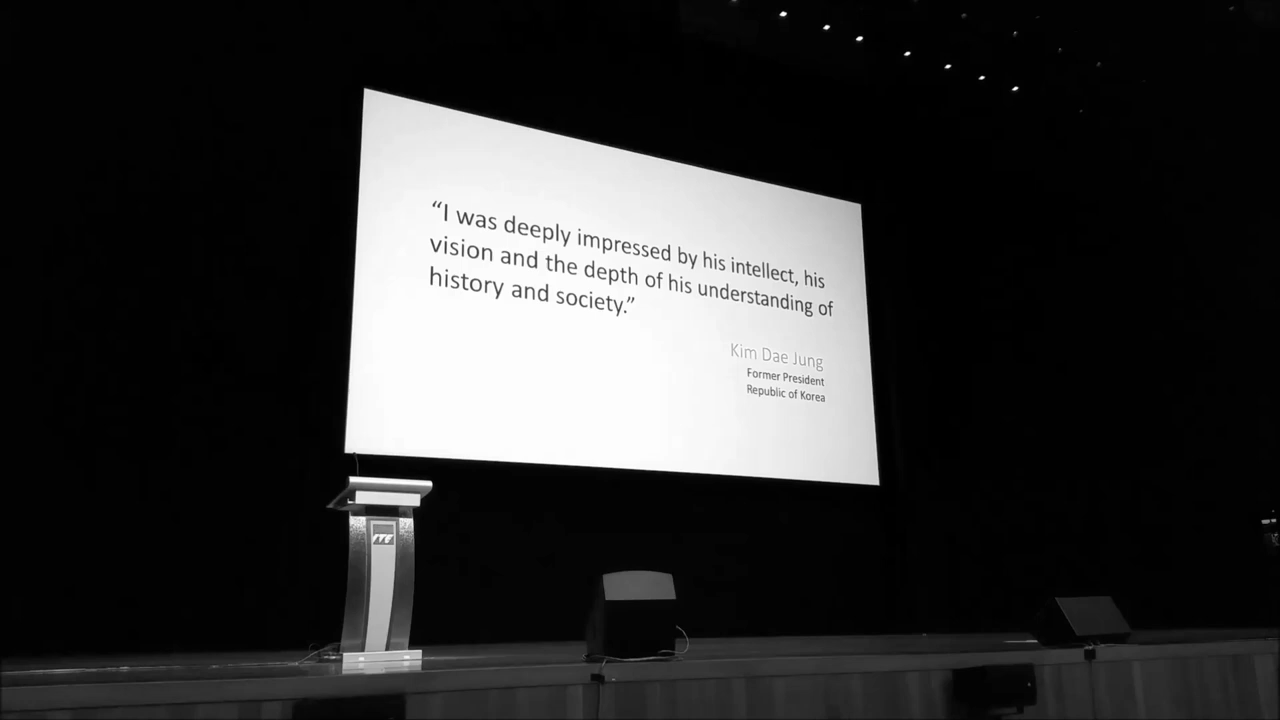 “I was deeply impressed by his intellect, his
vision and the depth of his understanding of
history and society.”
Kim Dae Jung
Former President
Republic of Korea
ITE